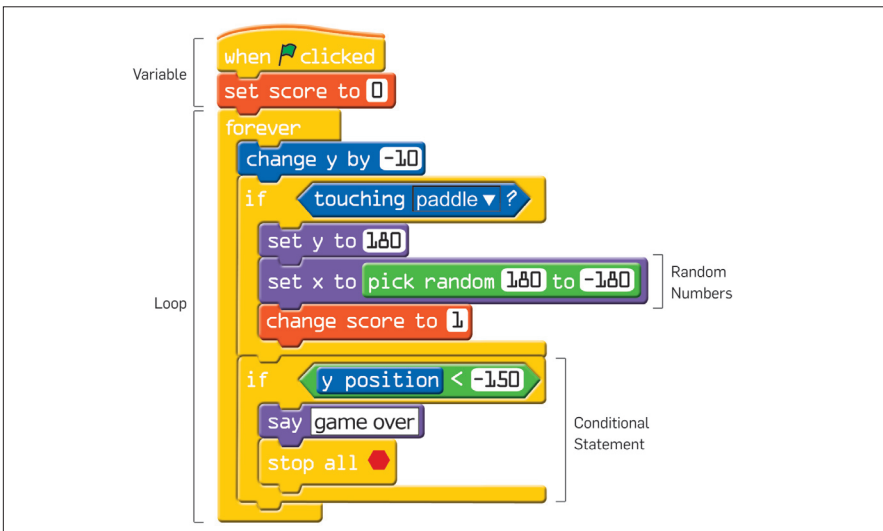 Variable
when clicked
set score to 0
Loop
forever
change y by -10
if touching paddle ▼ ?
set y to 180
set x to pick random 180 to -180
Random
Numbers
change score to 1
if y position < -150
say game over
stop all
Conditional
Statement